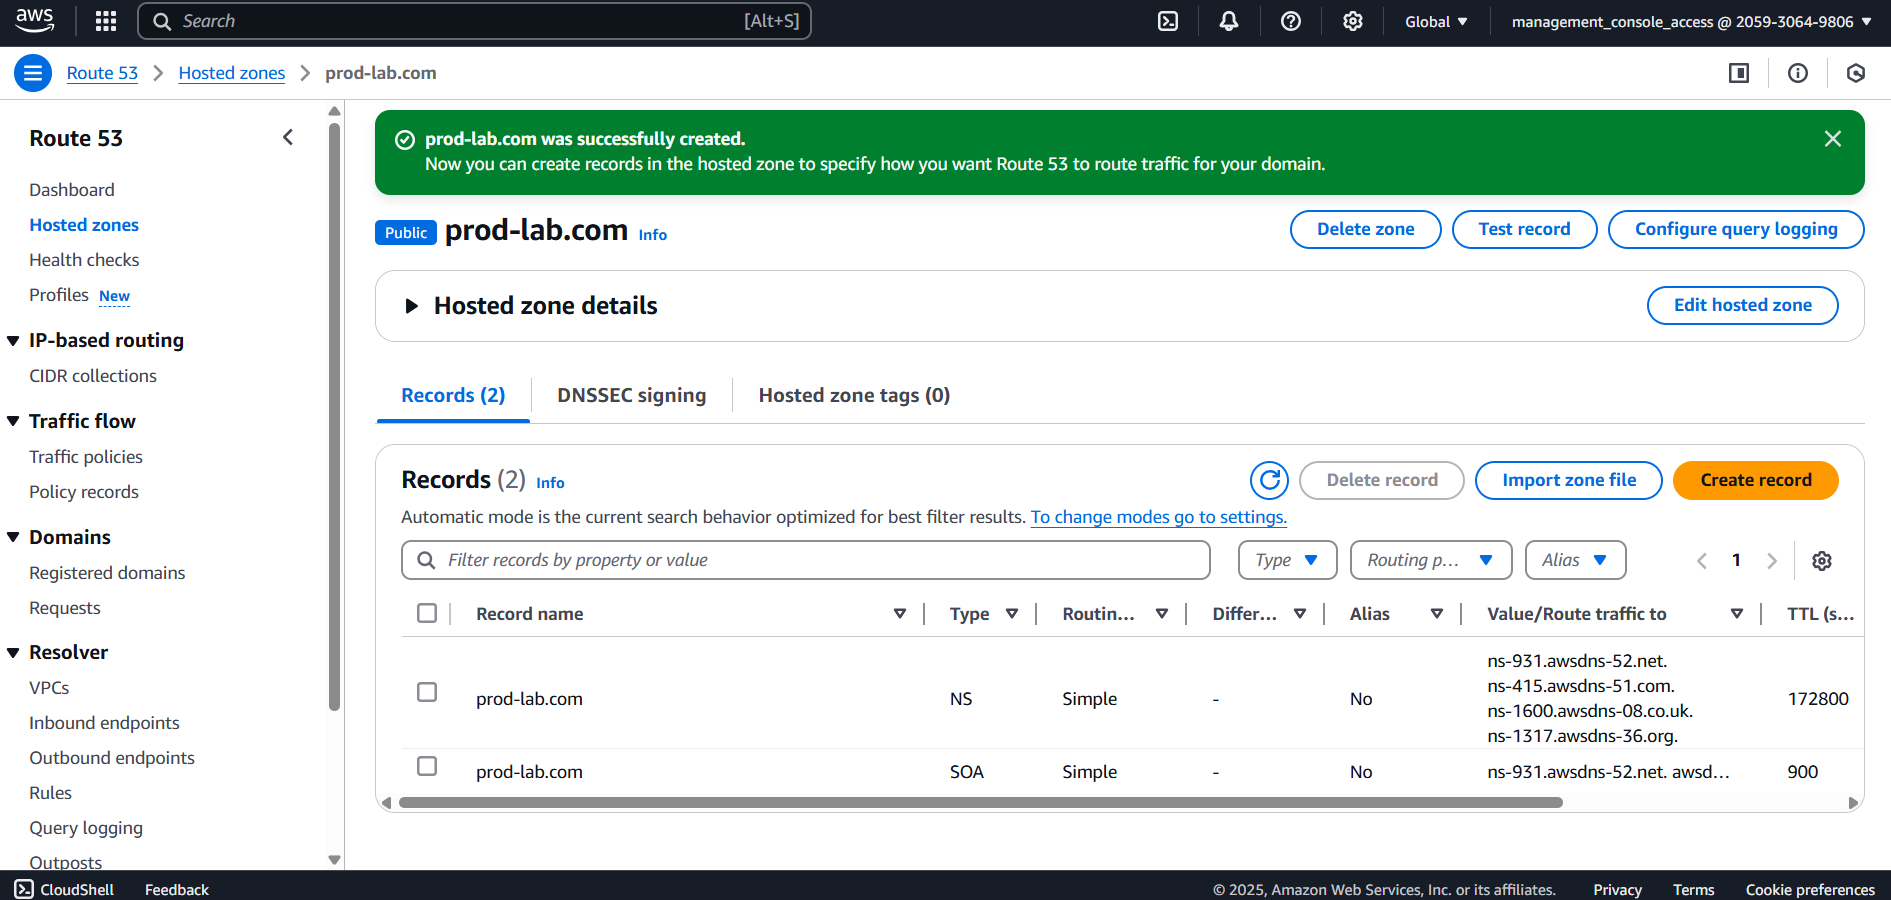 aws
Search
[Alt+S]
Global
management_console_access @ 2059-3064-9806
Route 53
Hosted zones
prod-lab.com
Route 53
Dashboard
Hosted zones
Health checks
Profiles New
IP-based routing
CIDR collections
Traffic flow
Traffic policies
Policy records
Domains
Registered domains
Requests
Resolver
VPCs
Inbound endpoints
Outbound endpoints
Rules
Query logging
Outposts
prod-lab.com was successfully created.
Now you can create records in the hosted zone to specify how you want Route 53 to route traffic for your domain.
Public prod-lab.com Info
Delete zone
Test record
Configure query logging
Hosted zone details
Edit hosted zone
Records (2)
DNSSEC signing
Hosted zone tags (0)
Records (2) Info
Delete record
Import zone file
Create record
Automatic mode is the current search behavior optimized for best filter results. To change modes go to settings.
Filter records by property or value
Type
Routing p...
Alias
1
Record name
Type
Routin...
Differ...
Alias
Value/Route traffic to
TTL (s...
prod-lab.com
NS
Simple
-
No
ns-931.awsdns-52.net.
ns-415.awsdns-51.com.
ns-1600.awsdns-08.co.uk.
ns-1317.awsdns-36.org.
172800
prod-lab.com
SOA
Simple
-
No
ns-931.awsdns-52.net. awsd...
900
CloudShell
Feedback
© 2025, Amazon Web Services, Inc. or its affiliates.
Privacy
Terms
Cookie preferences